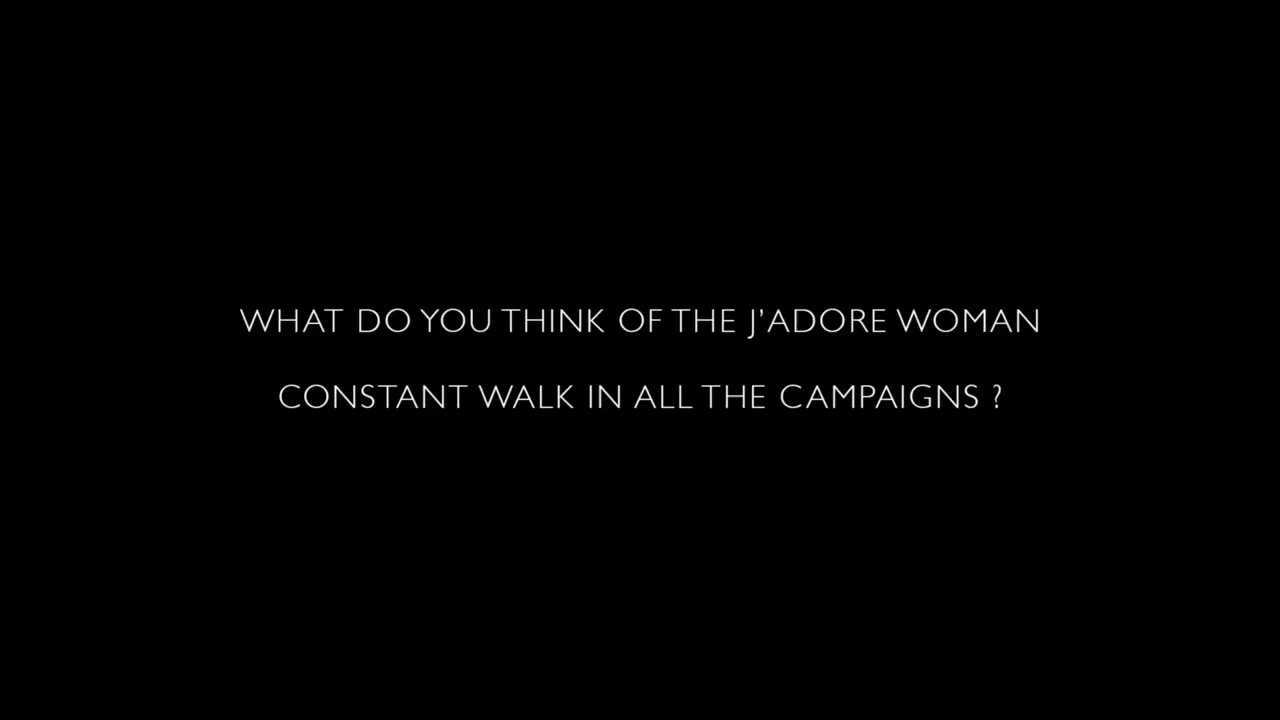 WHAT DO YOU THINK OF THE J’ADORE WOMAN
CONSTANT WALK IN ALL THE CAMPAIGNS ?